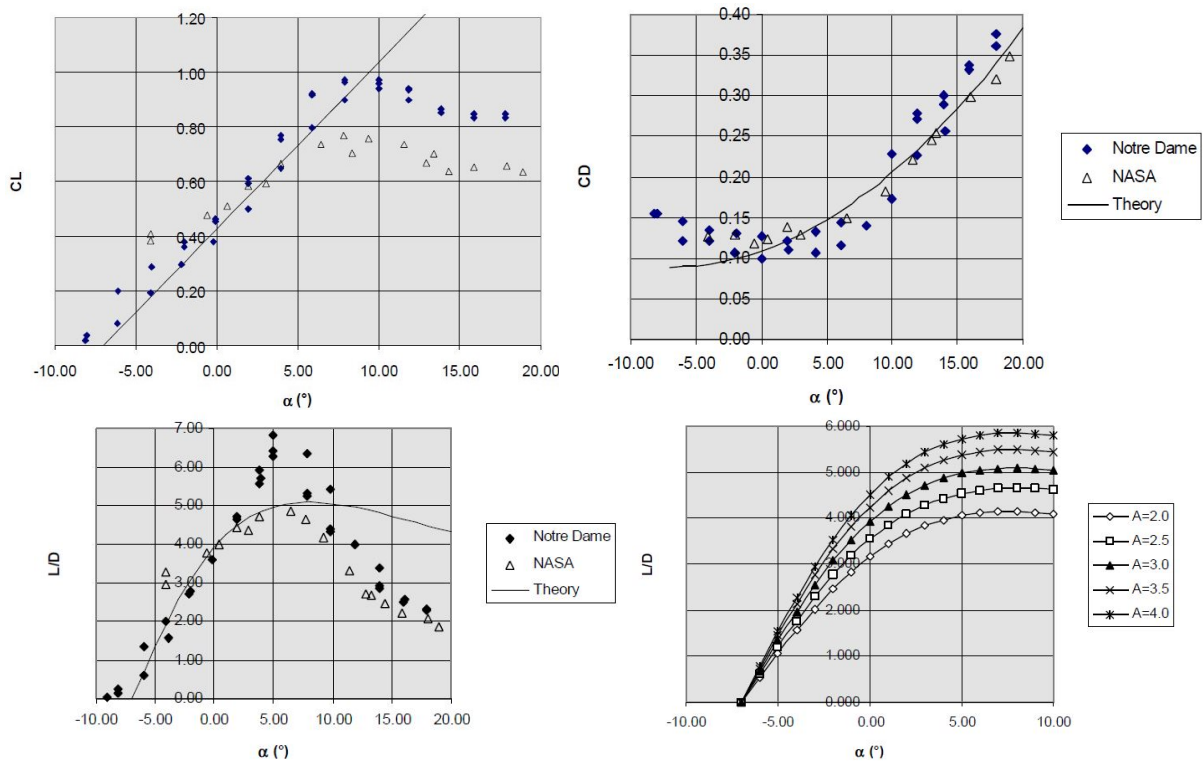 1.20
1.00
0.80
0.60
0.40
0.20
0.00
CL
-10.00 -5.00 0.00 5.00 10.00 15.00 20.00
α (°)
0.40
0.35
0.30
0.25
0.20
0.15
0.10
0.05
0.00
CD
-10.00 -5.00 0.00 5.00 10.00 15.00 20.00
α (°)
Notre Dame
NASA
Theory
7.00
6.00
5.00
4.00
3.00
2.00
1.00
0.00
L/D
-10.00 -5.00 0.00 5.00 10.00 15.00 20.00
α (°)
Notre Dame
NASA
Theory
6.000
5.000
4.000
3.000
2.000
1.000
0.000
L/D
-10.00 -5.00 0.00 5.00 10.00
α (°)
A=2.0
A=2.5
A=3.0
A=3.5
A=4.0